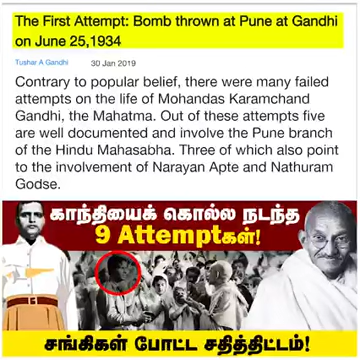 The First Attempt: Bomb thrown at Pune at Gandhi
on June 25,1934
Tushar A Gandhi 30 Jan 2019
Contrary to popular belief, there were many failed
attempts on the life of Mohandas Karamchand
Gandhi, the Mahatma. Out of these attempts five
are well documented and involve the Pune branch
of the Hindu Mahasabha. Three of which also point
to the involvement of Narayan Apte and Nathuram
Godse.
காந்தியைக் கொல்ல நடந்த
9 Attemptகள்!
சங்கிகள் போட்ட சதித்திட்டம்!